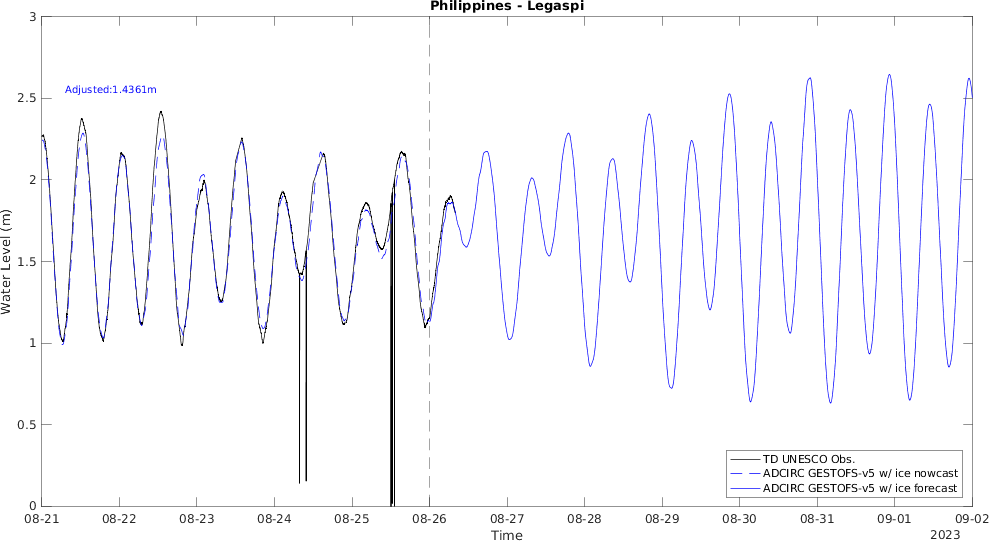 Philippines - Legaspi
3
2.5
2
1.5
1
0.5
0
Water Level (m)
Adjusted:1.4361m
TD UNESCO Obs.
ADCIRC GESTOFS-v5 w/ ice nowcast
ADCIRC GESTOFS-v5 w/ ice forecast
08-21 08-22 08-23 08-24 08-25 08-26 08-27 08-28 08-29 08-30 08-31 09-01 09-02
Time
2023